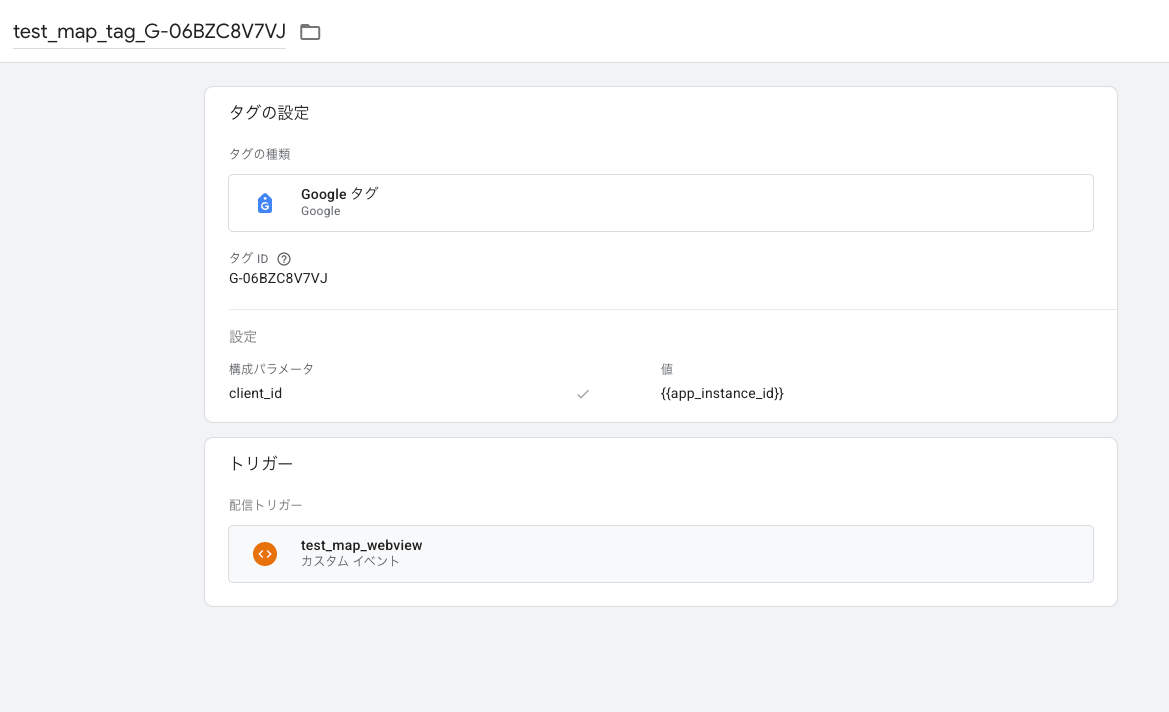 test_map_tag_G-06BZC8V7VJ
タグの設定
タグの種類
Google タグ
Google
タグ ID
G-06BZC8V7VJ
設定
構成パラメータ 値
client_id {{app_instance_id}}
トリガー
配信トリガー
test_map_webview
カスタム イベント